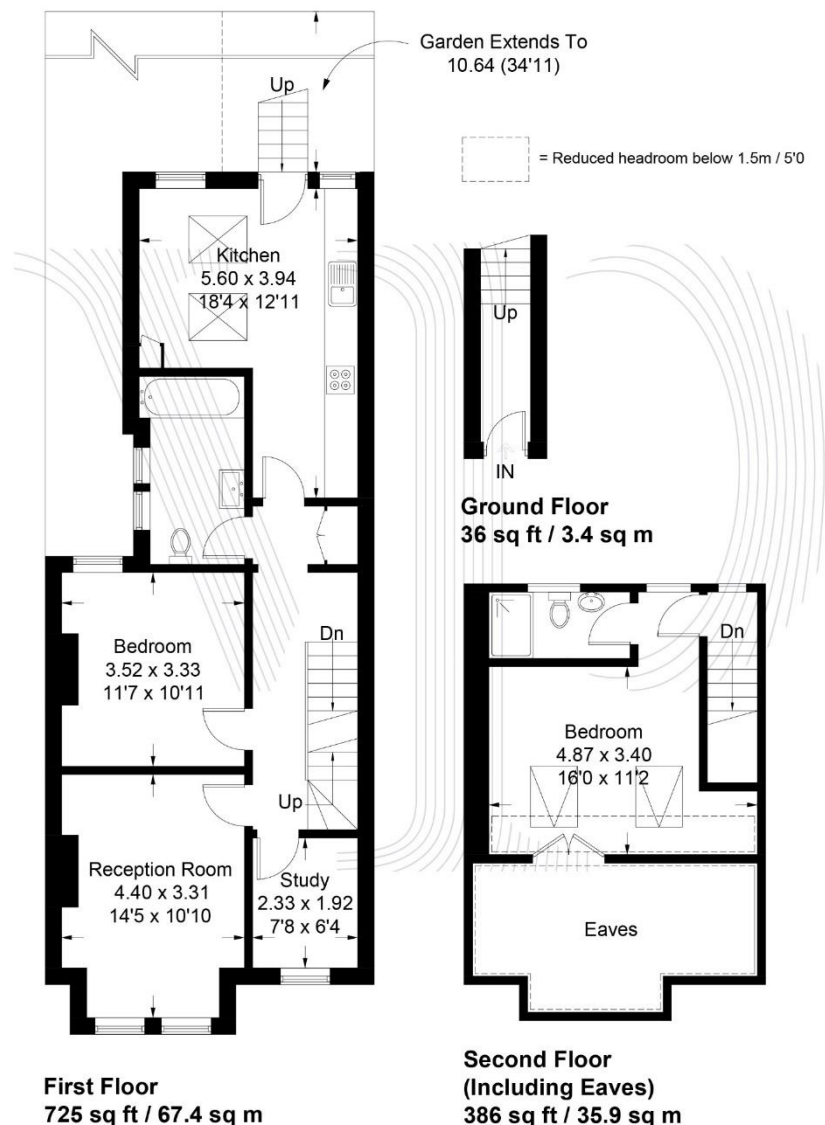 Garden Extends To
10.64 (34'11)
Up
= Reduced headroom below 1.5m / 5'0
Kitchen
5.60 x 3.94
18'4 x 12'11
Up
IN
Ground Floor
36 sq ft / 3.4 sq m
Bedroom
3.52 x 3.33
11'7 x 10'11
Dn
Up
Reception Room
4.40 x 3.31
14'5 x 10'10
Study
2.33 x 1.92
7'8 x 6'4
First Floor
725 sq ft / 67.4 sq m
Dn
Bedroom
4.87 x 3.40
16'0 x 11'2
Eaves
Second Floor
(Including Eaves)
386 sq ft / 35.9 sq m